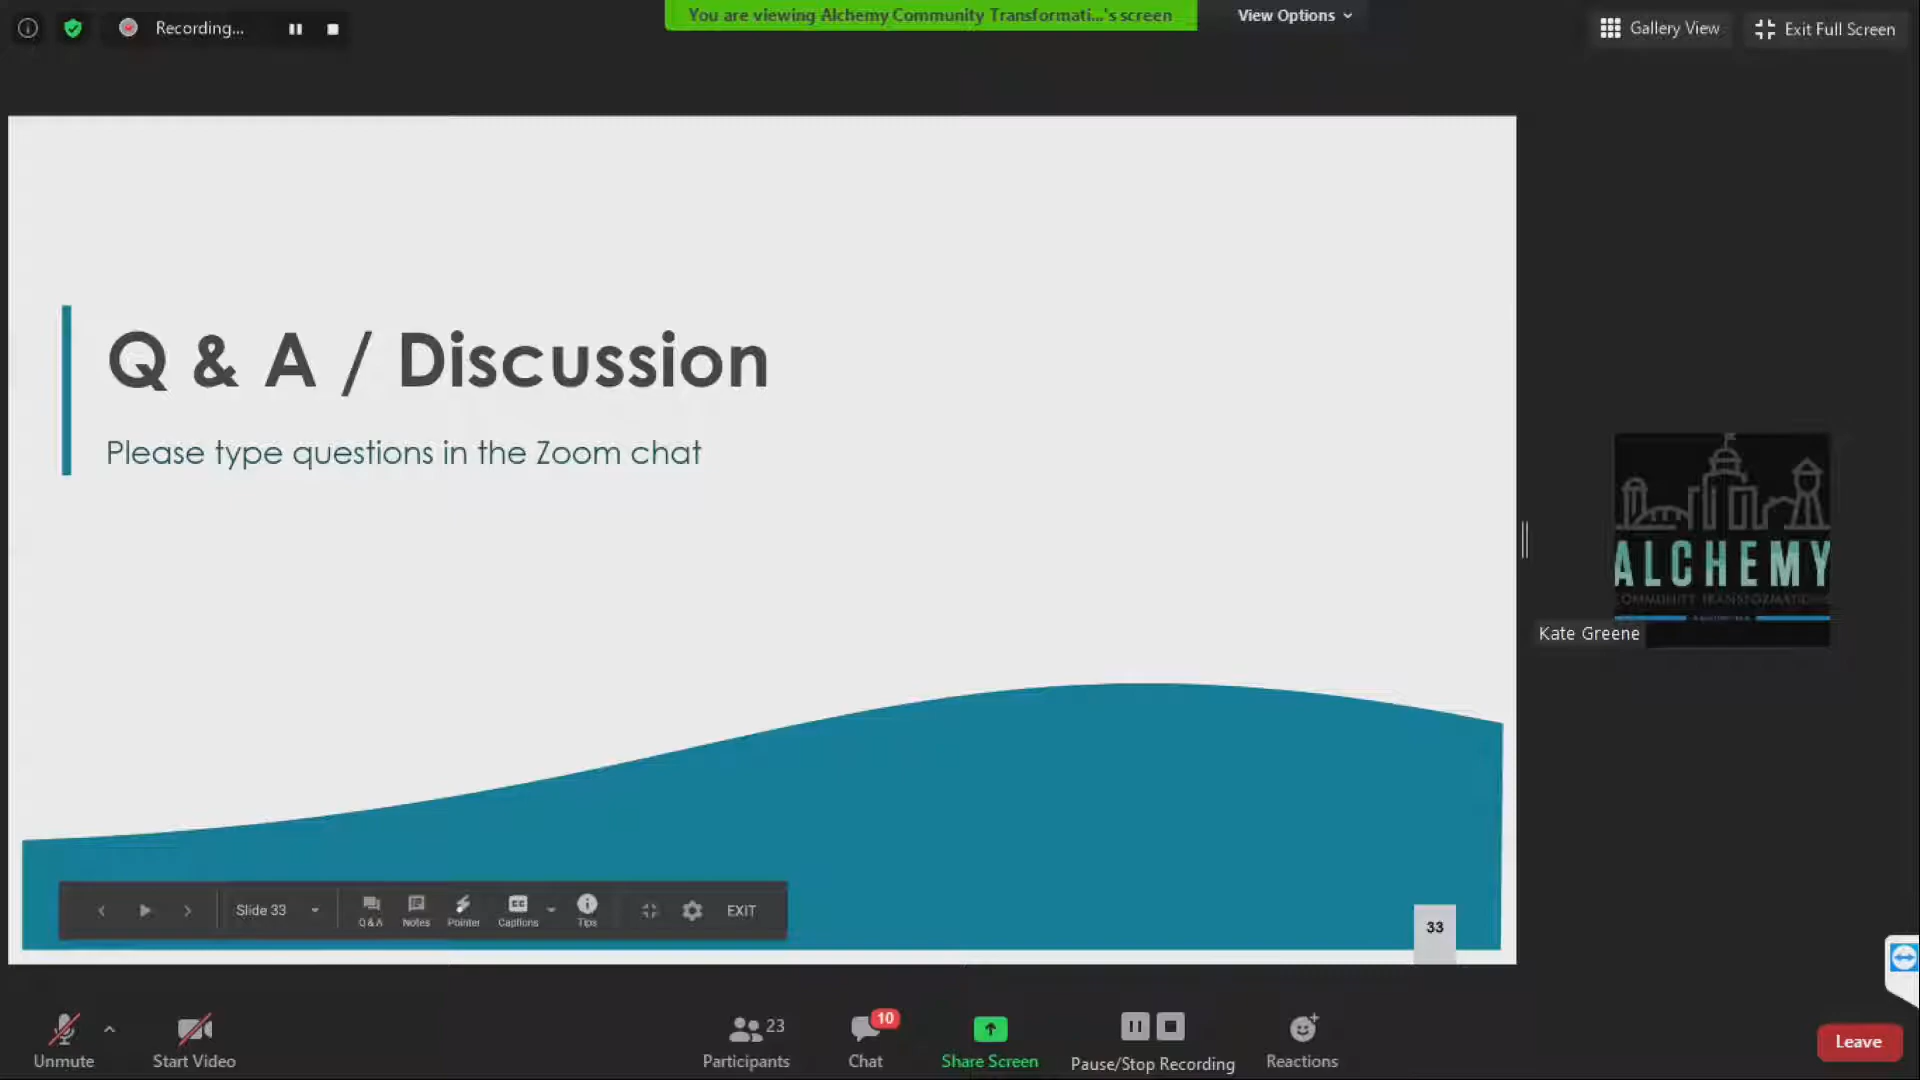 Recording...
You are viewing Alchemy Community Transformati...'s screen
View Options
Gallery View
Exit Full Screen
Q & A / Discussion
Please type questions in the Zoom chat
ALCHEMY
COMMUNITY TRANSFORMATIONS
Kate Greene
Slide 33
Q&A
Notes
Pointer
Captions
Tips
EXIT
33
Unmute
Start Video
23
Participants
10
Chat
Share Screen
Pause/Stop Recording
Reactions
Leave